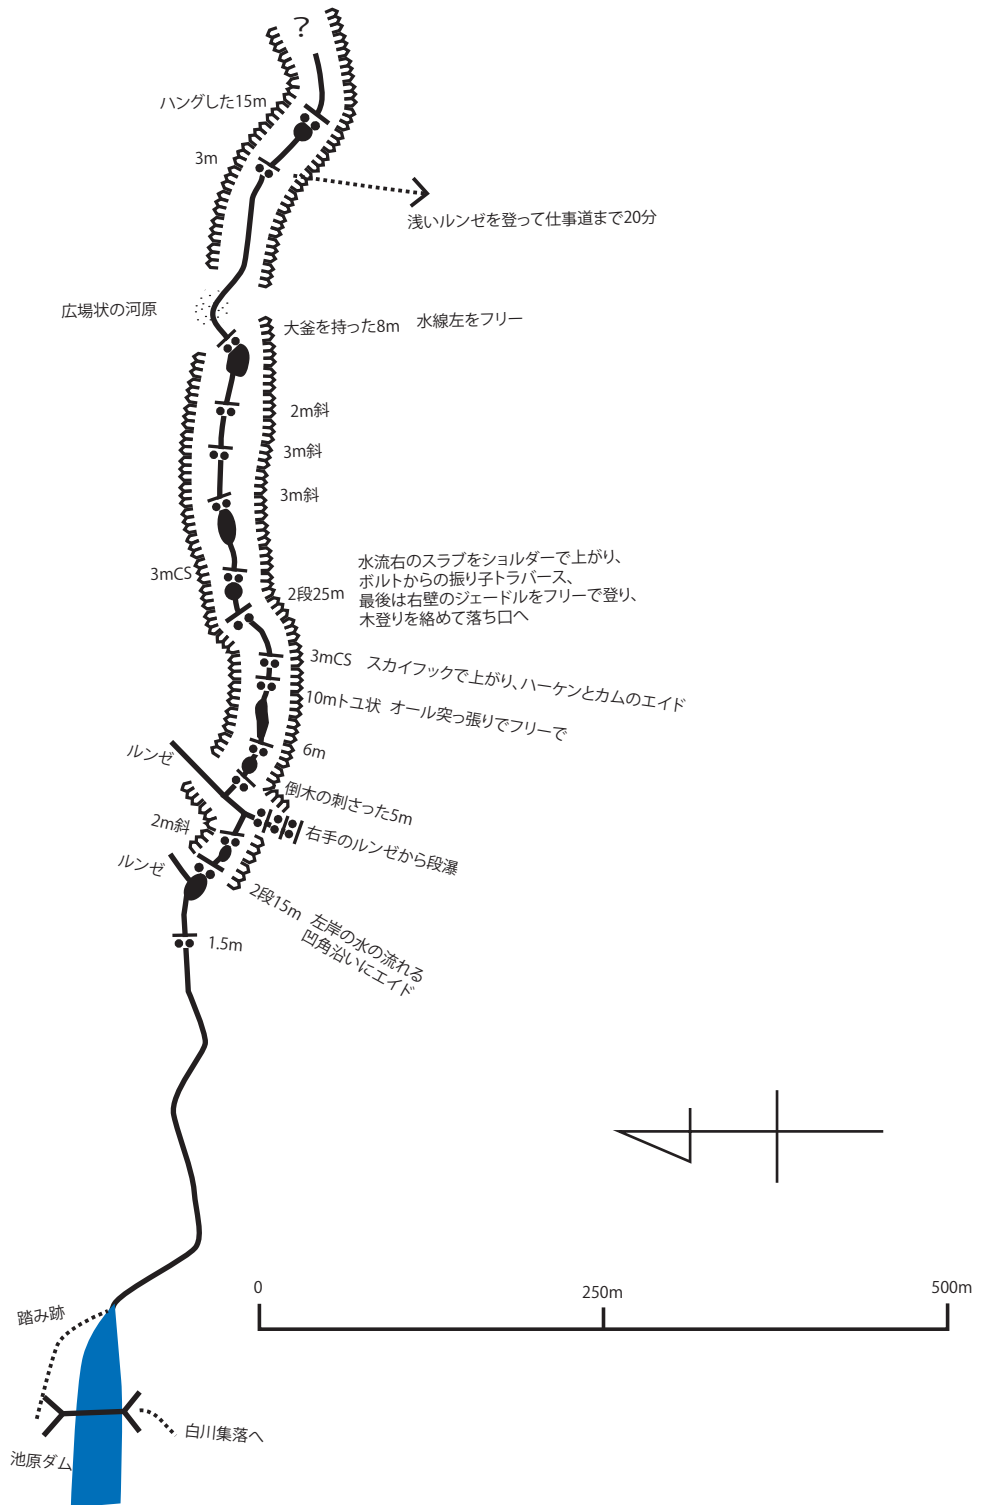 ?
ハングした15m
3m
浅いルンゼを登って仕事道まで20分
広場状の河原
大釜を持った8m 水線左をフリー
2m斜
3m斜
3m斜
水流右のスラブをショルダーで上がり、
ボルトからの振り子トラバース、
最後は右壁のジェードルをフリーで登り、
木登りを絡めて落ち口へ
3mCS
2段25m
3mCS スカイフックで上がり、ハーケンとカムのエイド
10mトユ状 オール突っ張りでフリーで
6m
ルンゼ
倒木の刺さった5m
2m斜
右手のルンゼから段瀑
ルンゼ
2段15m 左岸の水の流れる
凹角沿いにエイド
1.5m
0
250m
500m
踏み跡
白川集落へ
池原ダム